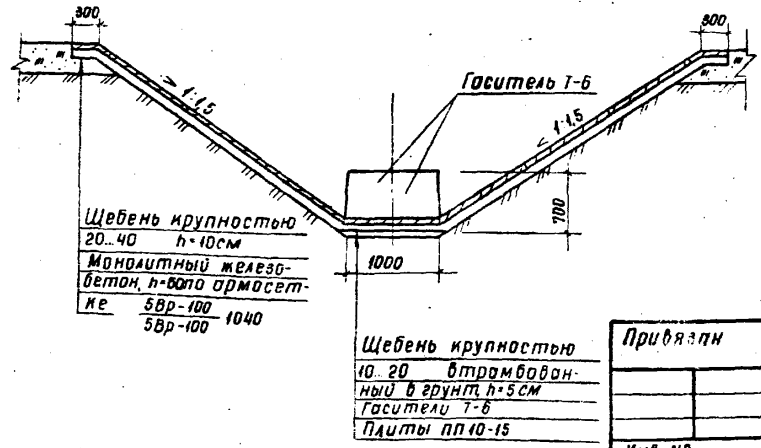 300
300
1:1,5
Гаситель Т-6
1:1,5
700
1000
Щебень крупностью
20...40 h=10см
Монолитный железо-
бетон, h=60по армосет-
ке 5Вр-100
5Вр-100 1040
Щебень крупностью
10...20 втрамбован-
ный в грунт, h=5см
Гасители Т-6
Плиты ПП10-15
Привязан